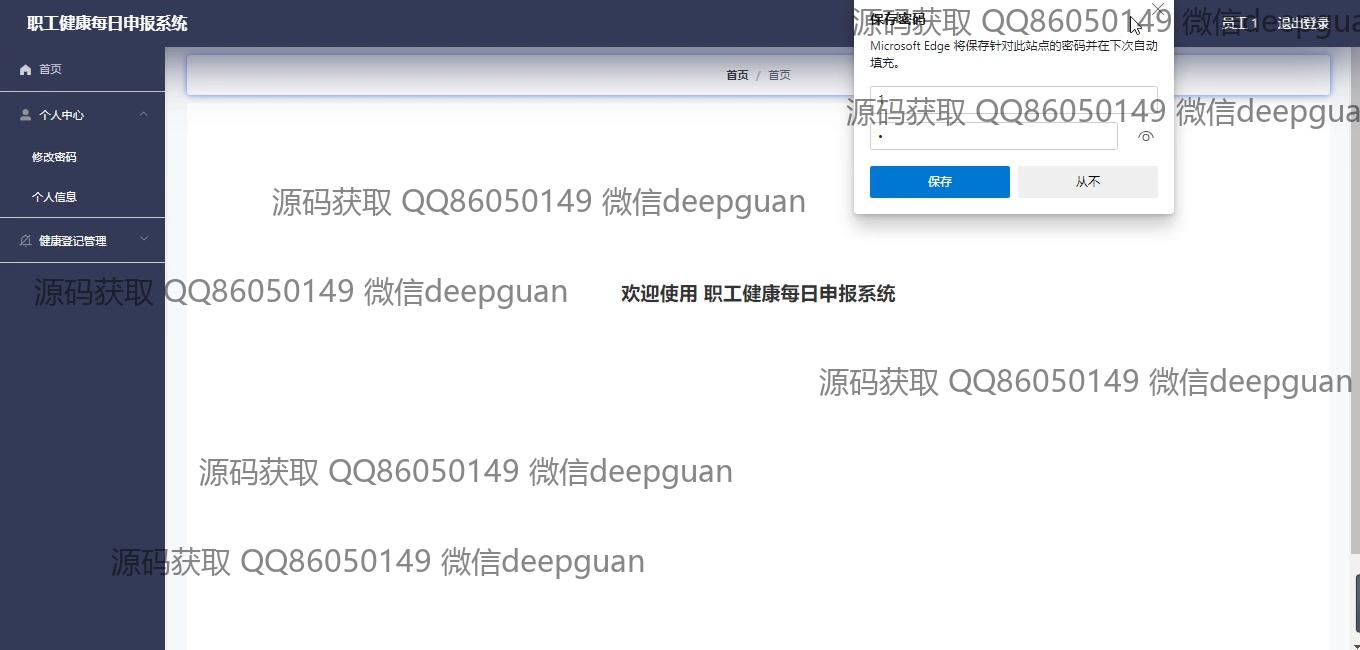 职工健康每日申报系统
员工 1 退出登录
保存密码
源码获取 QQ86050149 微信deepgua
Microsoft Edge 将保存针对此站点的密码并在下次自动
填充。
首页
首页 / 首页
1
源码获取 QQ86050149 微信deepgua
•
个人中心
保存 从不
修改密码
个人信息
源码获取 QQ86050149 微信deepguan
健康登记管理
源码获取 QQ86050149 微信deepguan
欢迎使用 职工健康每日申报系统
源码获取 QQ86050149 微信deepguan
源码获取 QQ86050149 微信deepguan
源码获取 QQ86050149 微信deepguan